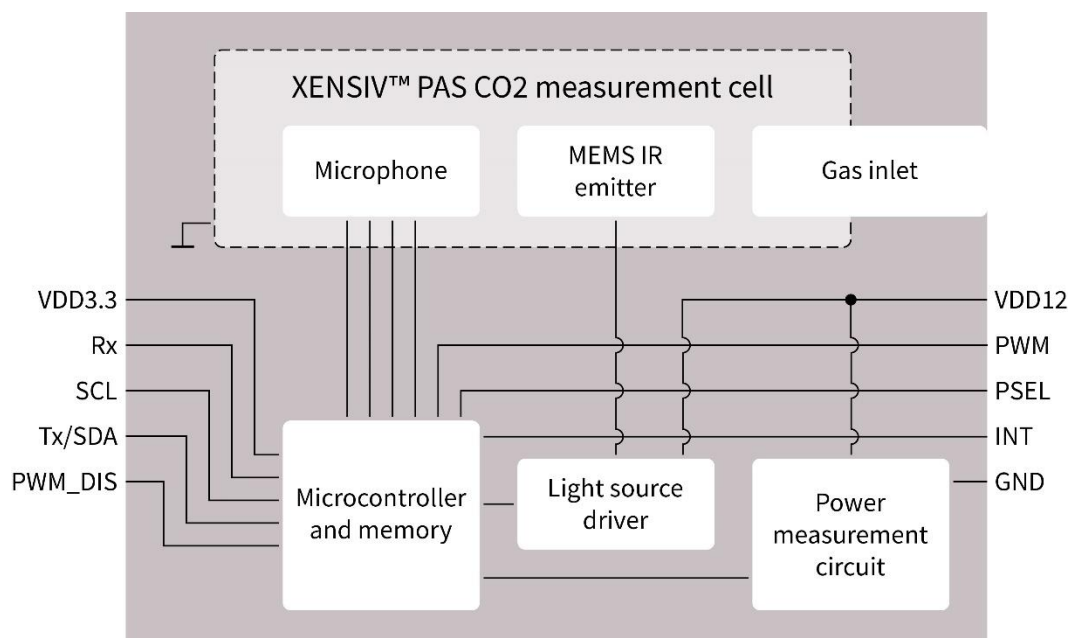 XENSIV™ PAS CO2 measurement cell
Microphone
MEMS IR
emitter
Gas inlet
VDD3.3
Rx
SCL
Tx/SDA
PWM_DIS
VDD12
PWM
PSEL
INT
GND
Microcontroller
and memory
Light source
driver
Power
measurement
circuit